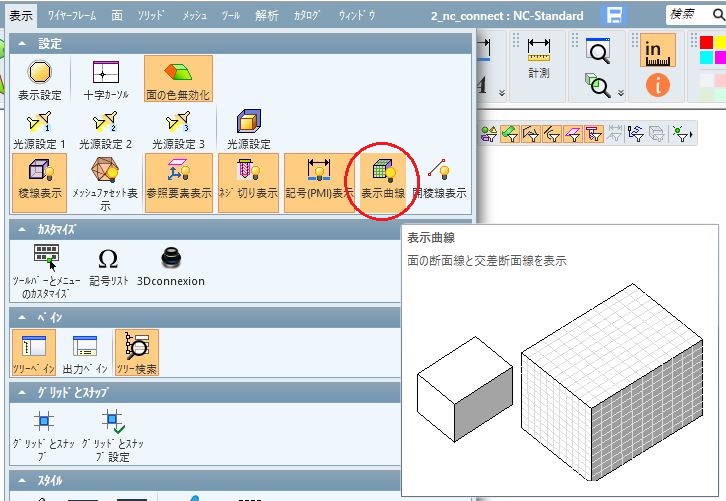 表示 ﾜｲﾔｰﾌﾚｰﾑ 面 ｿﾘｯﾄﾞ ﾒｯｼｭ ﾂｰﾙ 解析 ｶﾀﾛｸﾞ ｳｨﾝﾄﾞｳ 2_nc_connect : NC-Standard 検索
設定
表示設定 十字ｶｰｿﾙ 面の色無効化
光源設定 1 光源設定 2 光源設定 3 光源設定
稜線表示 ﾒｯｼｭﾌｧｾｯﾄ表示 参照要素表示 ﾈｼﾞ切り表示 記号(PMI)表示 表示曲線 開稜線表示
計測
in
ｶｽﾀﾏｲｽﾞ
ﾂｰﾙﾊﾞｰとﾒﾆｭｰのｶｽﾀﾏｲｽﾞ 記号ﾘｽﾄ 3Dconnexion
ﾍﾟｲﾝ
ﾂﾘｰﾍﾟｲﾝ 出力ﾍﾟｲﾝ ﾂﾘｰ検索
ｸﾞﾘｯﾄﾞとｽﾅｯﾌﾟ
ｸﾞﾘｯﾄﾞとｽﾅｯﾌﾟ ｸﾞﾘｯﾄﾞとｽﾅｯﾌﾟ設定
ｽﾀｲﾙ
表示曲線
面の断面線と交差断面線を表示